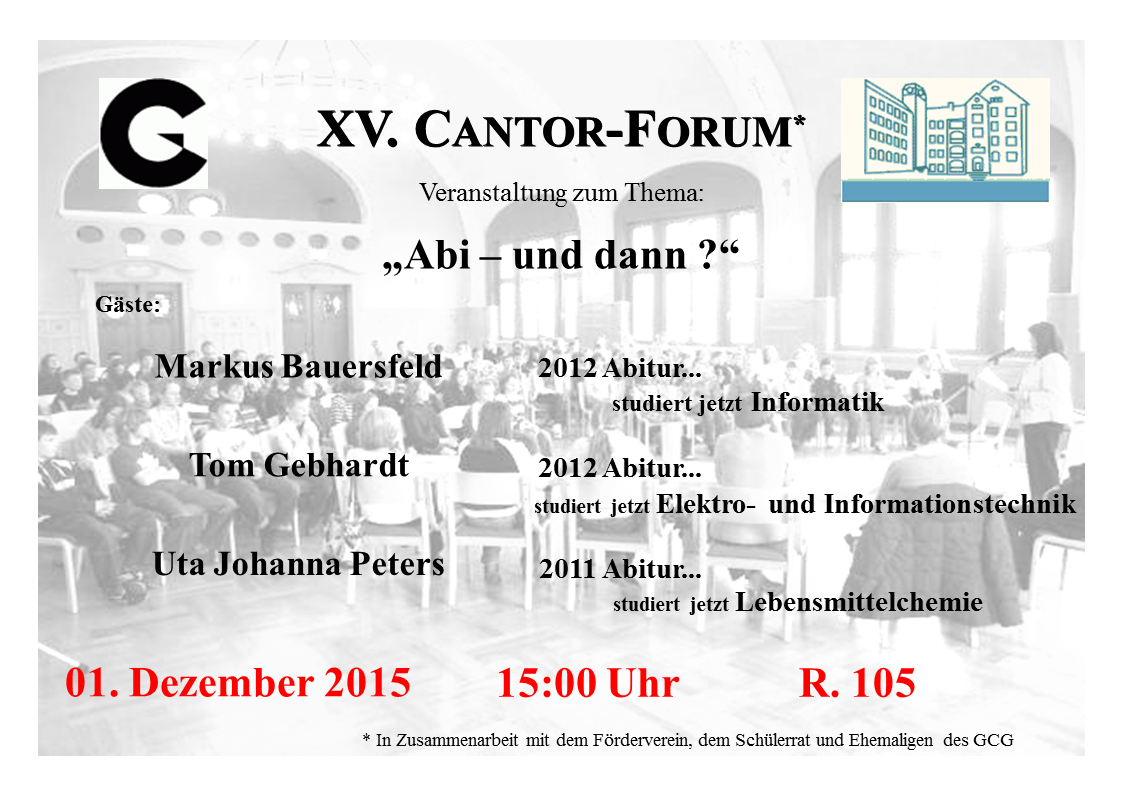 XV. CANTOR-FORUM*
Veranstaltung zum Thema:
„Abi – und dann ?“
Gäste:
Markus Bauersfeld 2012 Abitur...
studiert jetzt Informatik
Tom Gebhardt 2012 Abitur...
studiert jetzt Elektro- und Informationstechnik
Uta Johanna Peters 2011 Abitur...
studiert jetzt Lebensmittelchemie
01. Dezember 2015 15:00 Uhr R. 105
* In Zusammenarbeit mit dem Förderverein, dem Schülerrat und Ehemaligen des GCG